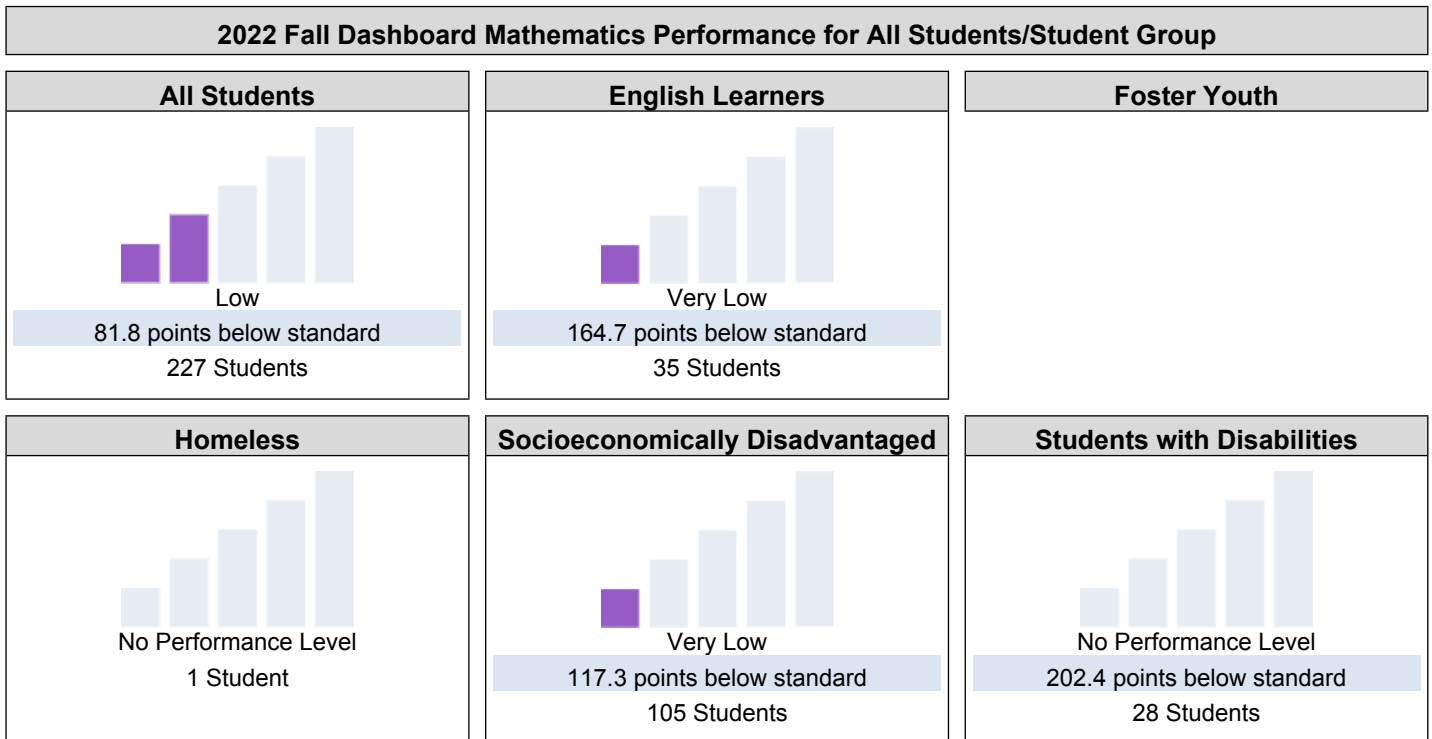 2022 Fall Dashboard Mathematics Performance for All Students/Student Group
All Students
Low
81.8 points below standard
227 Students
English Learners
Very Low
164.7 points below standard
35 Students
Foster Youth
Homeless
No Performance Level
1 Student
Socioeconomically Disadvantaged
Very Low
117.3 points below standard
105 Students
Students with Disabilities
No Performance Level
202.4 points below standard
28 Students